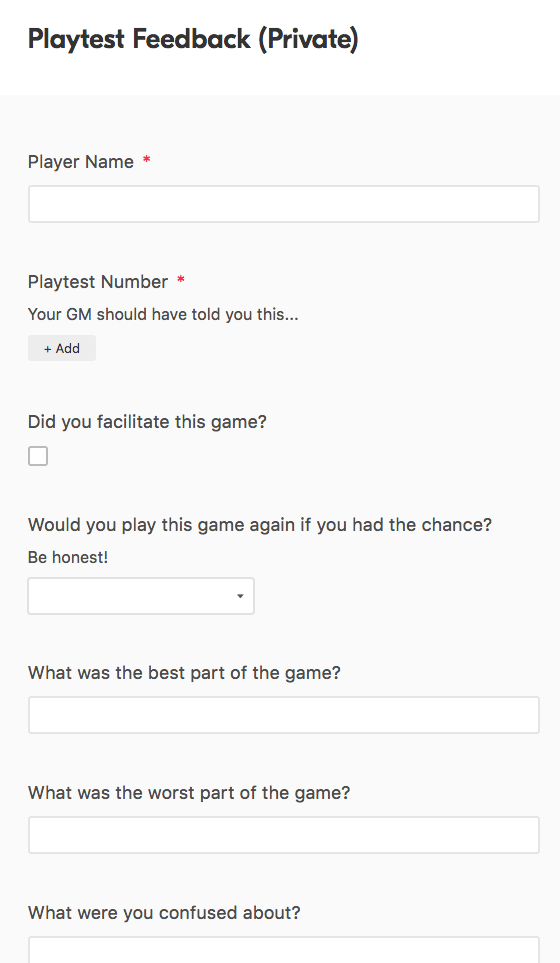 Playtest Feedback (Private)
Player Name *
Playtest Number *
Your GM should have told you this...
+ Add
Did you facilitate this game?
Would you play this game again if you had the chance?
Be honest!
What was the best part of the game?
What was the worst part of the game?
What were you confused about?